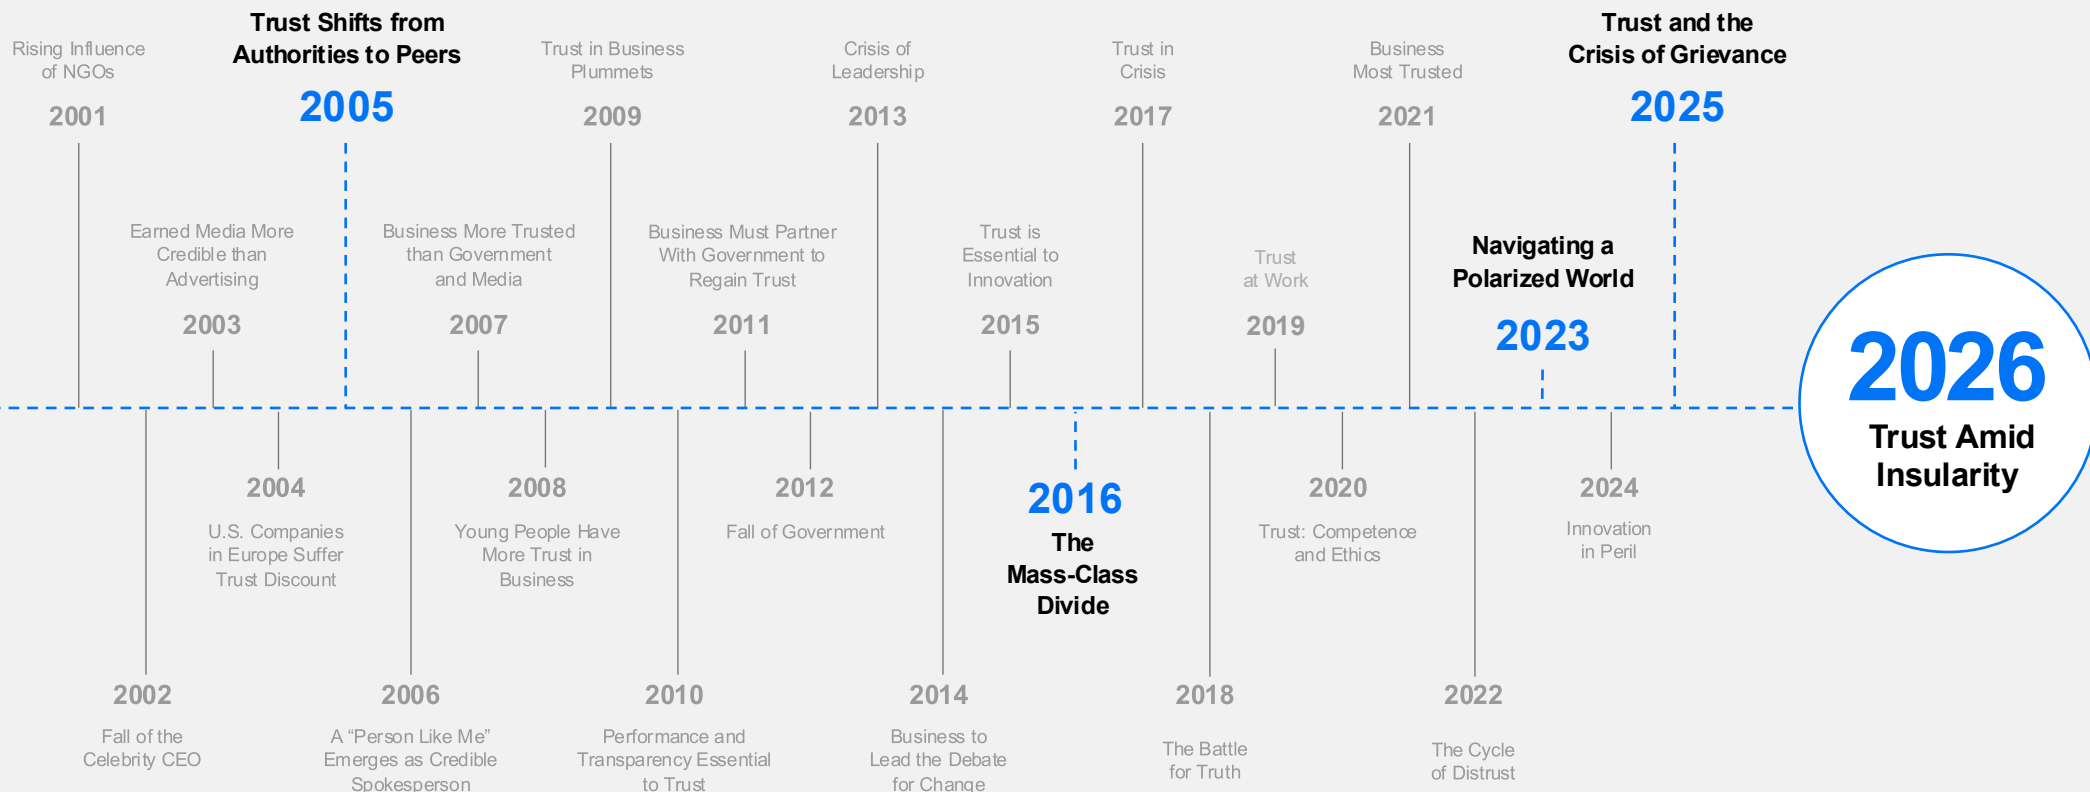 Rising Influence
of NGOs
2001
Trust Shifts from
Authorities to Peers
2005
Trust in Business
Plummets
2009
Crisis of
Leadership
2013
Trust in
Crisis
2017
Business
Most Trusted
2021
Trust and the
Crisis of Grievance
2025
Earned Media More
Credible than
Advertising
2003
Business More Trusted
than Government
and Media
2007
Business Must Partner
With Government to
Regain Trust
2011
Trust is
Essential to
Innovation
2015
Trust
at Work
2019
Navigating a
Polarized World
2023
2026
Trust Amid
Insularity
2004
U.S. Companies
in Europe Suffer
Trust Discount
2008
Young People Have
More Trust in
Business
2012
Fall of Government
2016
The
Mass-Class
Divide
2020
Trust: Competence
and Ethics
2024
Innovation
in Peril
2002
Fall of the
Celebrity CEO
2006
A “Person Like Me”
Emerges as Credible
Spokesperson
2010
Performance and
Transparency Essential
to Trust
2014
Business to
Lead the Debate
for Change
2018
The Battle
for Truth
2022
The Cycle
of Distrust